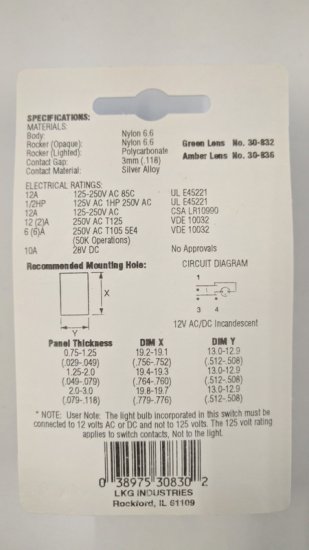 SPECIFICATIONS:
MATERIALS:
Body: Nylon 6.6
Rocker (Opaque): Nylon 6.6
Rocker (Lighted): Polycarbonate
Contact Gap: 3mm (.118)
Contact Material: Silver Alloy
Green Lens No. 30-832
Amber Lens No. 30-836
ELECTRICAL RATINGS:
12A 125-250V AC 85C UL E45221
1/2HP 125V AC 1HP 250V AC UL E45221
12A 125-250V AC CSA LR10990
12 (2)A 250V AC T125 VDE 10032
6 (6)A 250V AC T105 5E4 VDE 10032
(50K Operations)
10A 28V DC No Approvals
Recommended Mounting Hole: CIRCUIT DIAGRAM
X
Y
1
3 4
12V AC/DC Incandescent
Panel Thickness DIM X DIM Y
0.75-1.25 19.2-19.1 13.0-12.9
(.029-.049) (.756-.752) (.512-.508)
1.25-2.0 19.4-19.3 13.0-12.9
(.049-.079) (.764-.760) (.512-.508)
2.0-3.0 19.8-19.7 13.0-12.9
(.079-.118) (.779-.776) (.512-.508)
* NOTE: User Note: The light bulb incorporated in this switch must be
connected to 12 volts AC or DC and not to 125 volts. The 125 volt rating
applies to switch contacts, Not to the light.
0 38975 30830 2
LKG INDUSTRIES
Rockford, IL 61109